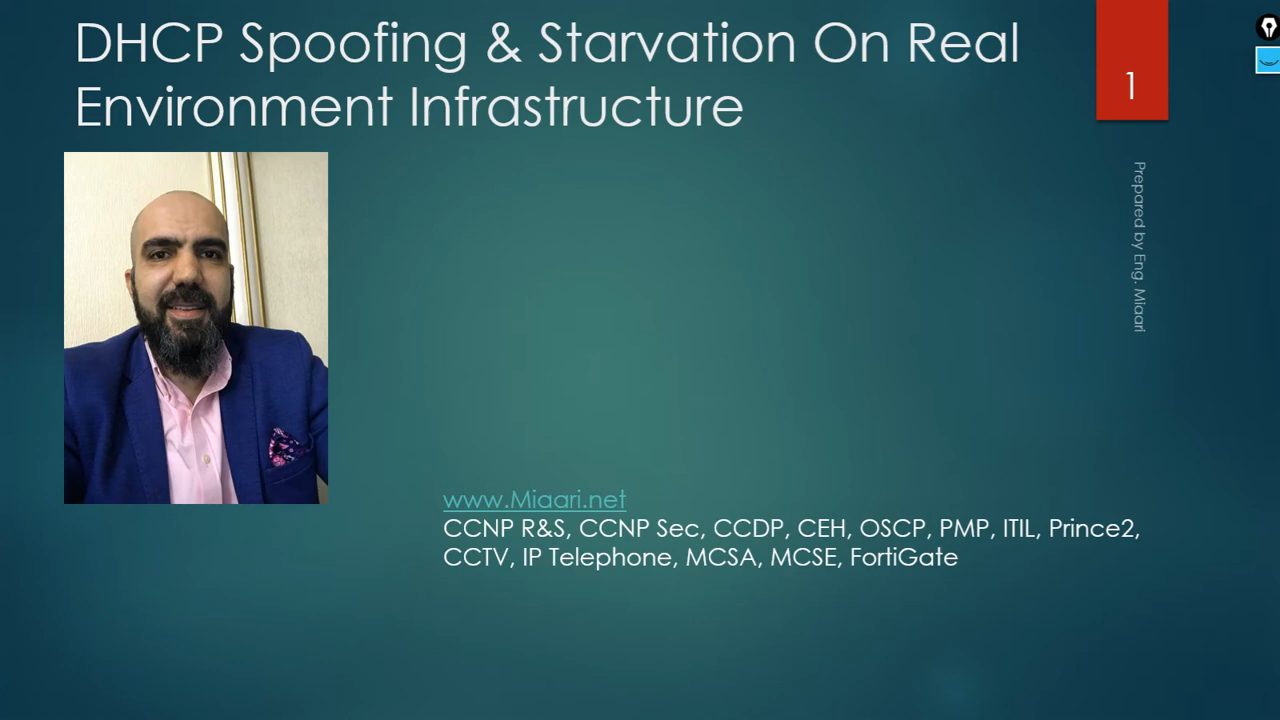 DHCP Spoofing & Starvation On Real
Environment Infrastructure
1
Prepared by Eng. Miaari
www.Miaari.net
CCNP R&S, CCNP Sec, CCDP, CEH, OSCP, PMP, ITIL, Prince2,
CCTV, IP Telephone, MCSA, MCSE, FortiGate